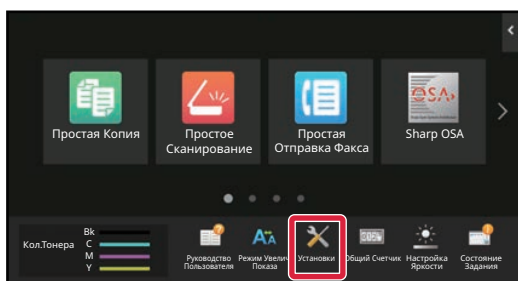 Простая Копия
Простое
Сканирование
Простая
Отправка Факса
OSA
Sharp OSA
Кол.Тонера
Bk
C
M
Y
Руководство
Пользователя
Режим Увелич
Показа
Установки
Общий Счетчик
Настройка
Яркости
Состояние
Задания